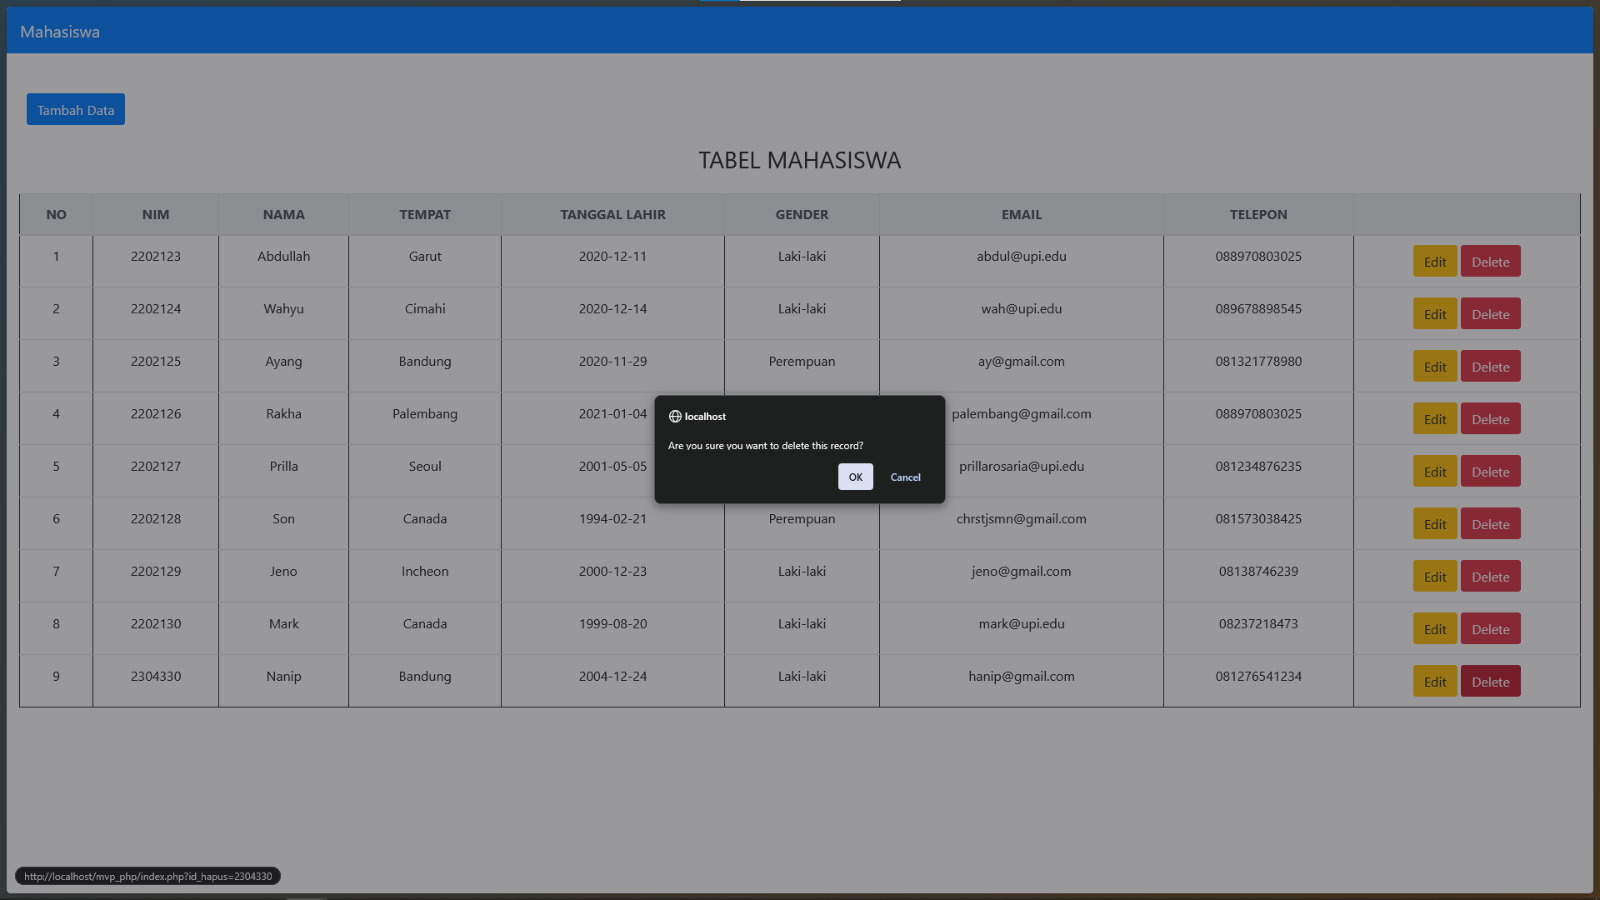 Mahasiswa
Tambah Data
TABEL MAHASISWA
NO NIM NAMA TEMPAT TANGGAL LAHIR GENDER EMAIL TELEPON
1 2202123 Abdullah Garut 2020-12-11 Laki-laki abdul@upi.edu 088970803025 Edit Delete
2 2202124 Wahyu Cimahi 2020-12-14 Laki-laki wah@upi.edu 089678898545 Edit Delete
3 2202125 Ayang Bandung 2020-11-29 Perempuan ay@gmail.com 081321778980 Edit Delete
4 2202126 Rakha Palembang 2021-01-04 palembang@gmail.com 088970803025 Edit Delete
5 2202127 Prilla Seoul 2001-05-05 prillarosaria@upi.edu 081234876235 Edit Delete
6 2202128 Son Canada 1994-02-21 Perempuan chrstjsmn@gmail.com 081573038425 Edit Delete
7 2202129 Jeno Incheon 2000-12-23 Laki-laki jeno@gmail.com 08138746239 Edit Delete
8 2202130 Mark Canada 1999-08-20 Laki-laki mark@upi.edu 08237218473 Edit Delete
9 2304330 Nanip Bandung 2004-12-24 Laki-laki hanip@gmail.com 081276541234 Edit Delete
localhost
Are you sure you want to delete this record?
OK Cancel
http://localhost/mvp_php/index.php?id_hapus=2304330